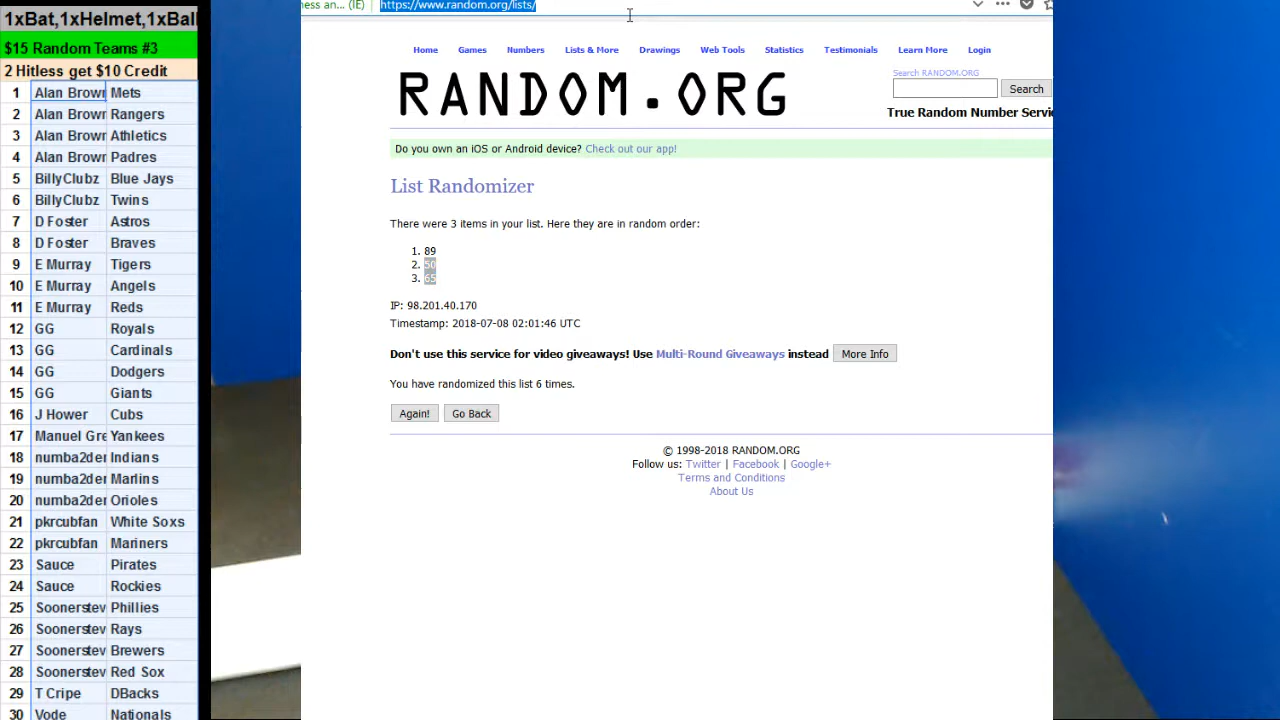 1xBat,1xHelmet,1xBall
$15 Random Teams #3
2 Hitless get $10 Credit
1 Alan Brown Mets
2 Alan Brown Rangers
3 Alan Brown Athletics
4 Alan Brown Padres
5 BillyClubz Blue Jays
6 BillyClubz Twins
7 D Foster Astros
8 D Foster Braves
9 E Murray Tigers
10 E Murray Angels
11 E Murray Reds
12 GG Royals
13 GG Cardinals
14 GG Dodgers
15 GG Giants
16 J Hower Cubs
17 Manuel Gre Yankees
18 numba2der Indians
19 numba2der Marlins
20 numba2der Orioles
21 pkrcubfan White Soxs
22 pkrcubfan Mariners
23 Sauce Pirates
24 Sauce Rockies
25 Soonerstev Phillies
26 Soonerstev Rays
27 Soonerstev Brewers
28 Soonerstev Red Sox
29 T Cripe DBacks
30 Vode Nationals
ness an... (IE) https://www.random.org/lists/
Home Games Numbers Lists & More Drawings Web Tools Statistics Testimonials Learn More Login
RANDOM.ORG
Search RANDOM.ORG
Search
True Random Number Servi
Do you own an iOS or Android device? Check out our app!
List Randomizer
There were 3 items in your list. Here they are in random order:
1. 89
2. 50
3. 65
IP: 98.201.40.170
Timestamp: 2018-07-08 02:01:46 UTC
Don't use this service for video giveaways! Use Multi-Round Giveaways instead More Info
You have randomized this list 6 times.
Again! Go Back
© 1998-2018 RANDOM.ORG
Follow us: Twitter | Facebook | Google+
Terms and Conditions
About Us